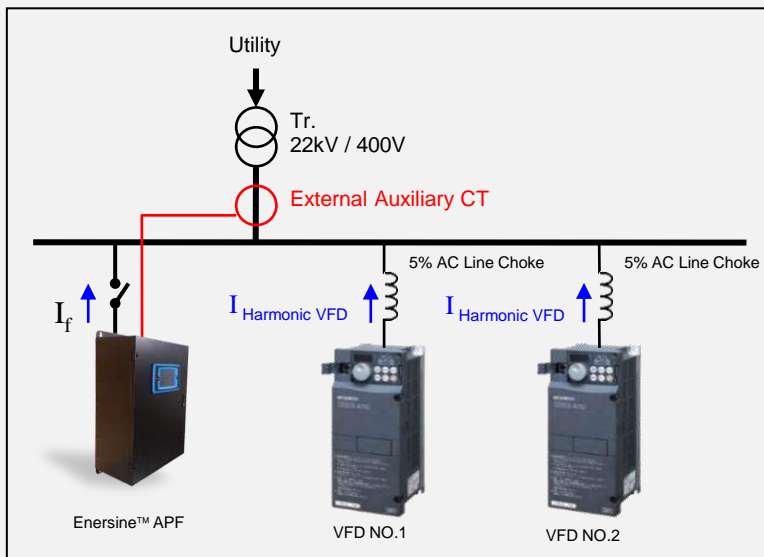 Utility
Tr.
22kV / 400V
External Auxiliary CT
5% AC Line Choke
5% AC Line Choke
I Harmonic VFD
I Harmonic VFD
If
Enersine™ APF
VFD NO.1
VFD NO.2